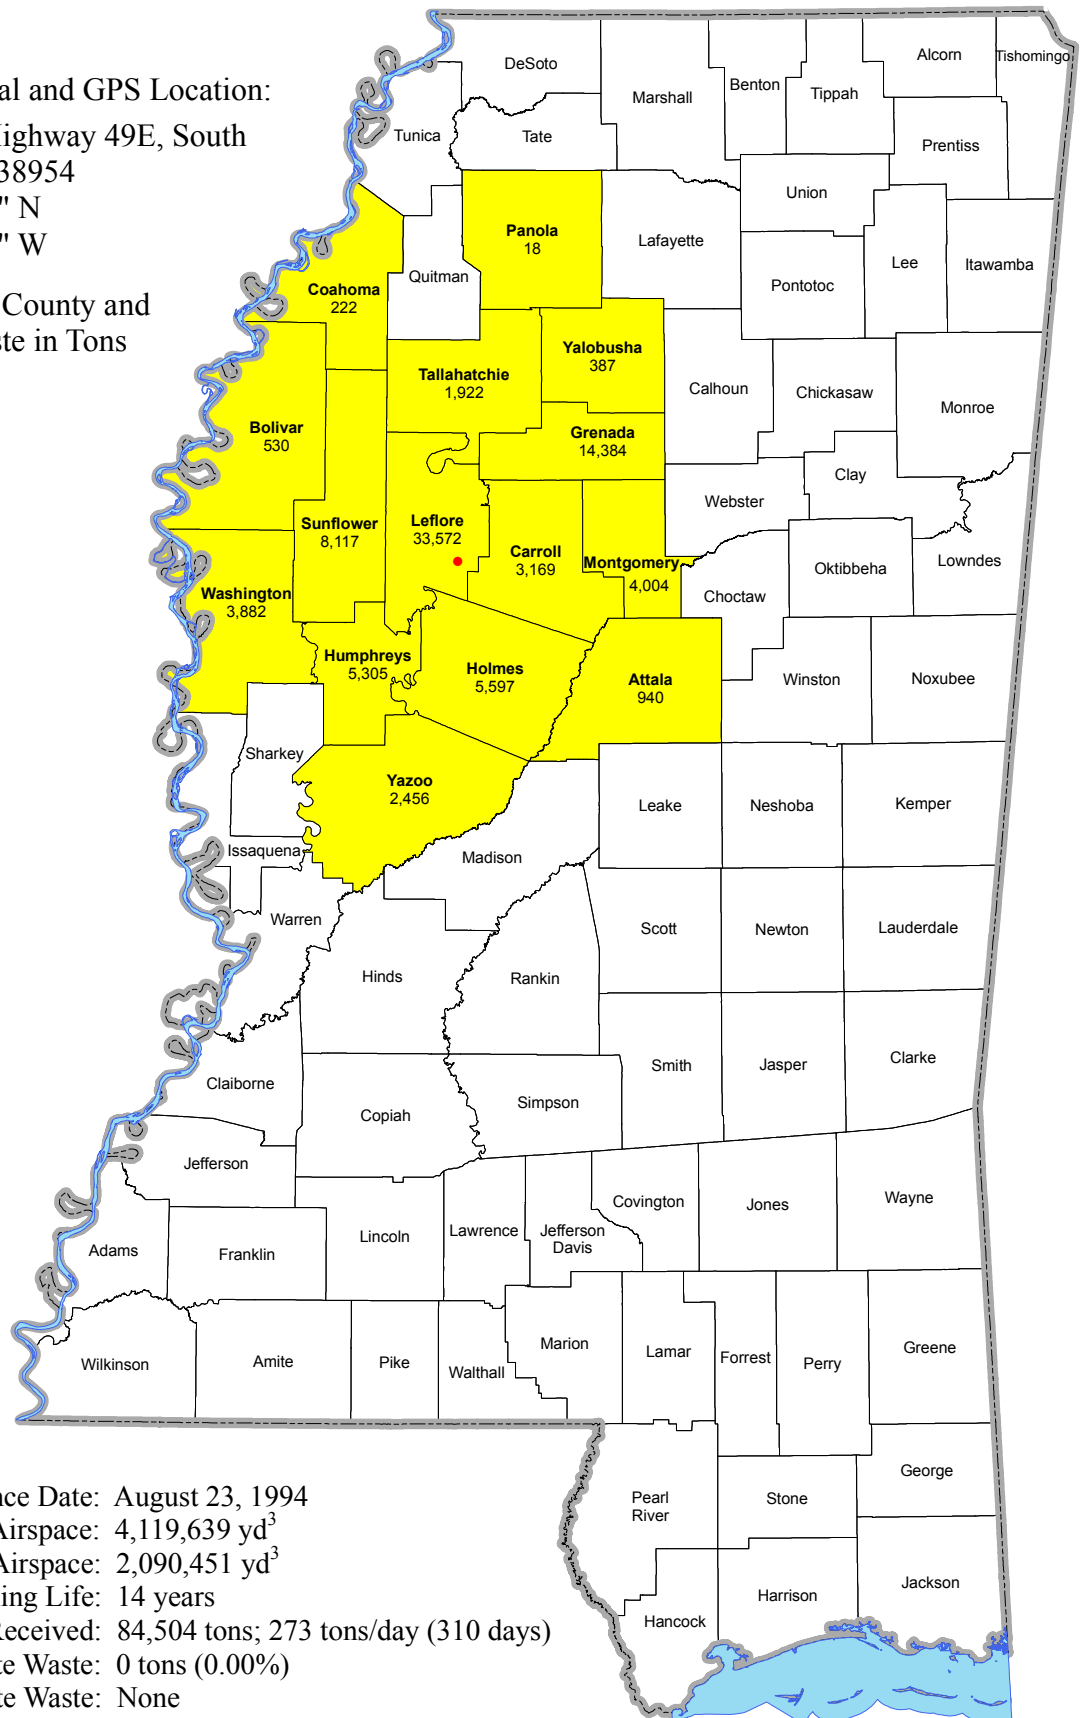 al and GPS Location:
ighway 49E, South
38954
" N
" W
County and
te in Tons
DeSoto
Marshall
Benton
Tippah
Alcorn
Tishomingo
Tunica
Tate
Prentiss
Union
Panola
18
Lafayette
Lee
Itawamba
Pontotoc
Quitman
Coahoma
222
Yalobusha
387
Tallahatchie
1,922
Calhoun
Chickasaw
Monroe
Bolivar
530
Grenada
14,384
Clay
Webster
Sunflower
8,117
Leflore
33,572
Carroll
3,169
Montgomery
4,004
Oktibbeha
Lowndes
Choctaw
Washington
3,882
Humphreys
5,305
Holmes
5,597
Attala
940
Winston
Noxubee
Sharkey
Yazoo
2,456
Leake
Neshoba
Kemper
Issaquena
Madison
Warren
Scott
Newton
Lauderdale
Hinds
Rankin
Smith
Jasper
Clarke
Claiborne
Copiah
Simpson
Jefferson
Covington
Jones
Wayne
Adams
Franklin
Lincoln
Lawrence
Jefferson
Davis
Wilkinson
Amite
Pike
Walthall
Marion
Lamar
Forrest
Perry
Greene
George
Pearl
River
Stone
Harrison
Jackson
Hancock
nce Date: August 23, 1994
Airspace: 4,119,639 yd³
Airspace: 2,090,451 yd³
ing Life: 14 years
Received: 84,504 tons; 273 tons/day (310 days)
te Waste: 0 tons (0.00%)
te Waste: None